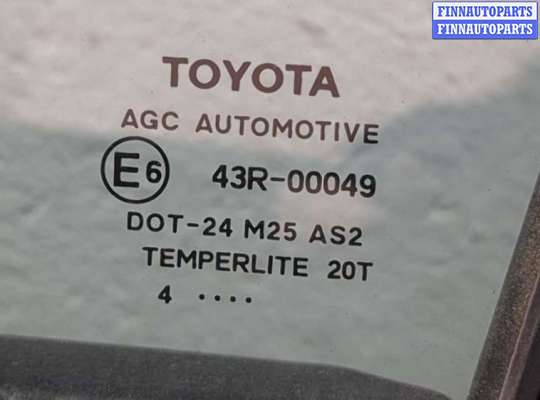 FINNAUTOPARTS
FINNAUTOPARTS
TOYOTA
AGC AUTOMOTIVE
E6 43R-00049
DOT-24 M25 AS2
TEMPERLITE 20T
4 ....